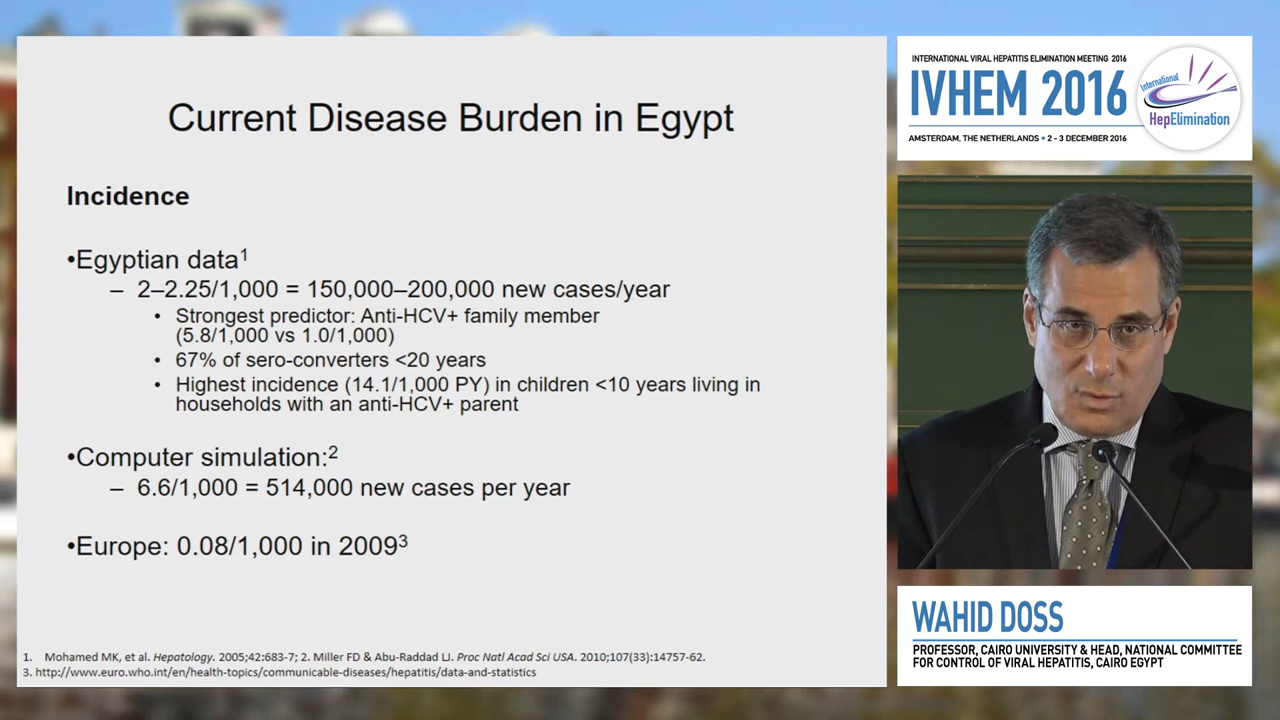 Current Disease Burden in Egypt
Incidence
•Egyptian data1
– 2–2.25/1,000 = 150,000–200,000 new cases/year
• Strongest predictor: Anti-HCV+ family member
(5.8/1,000 vs 1.0/1,000)
• 67% of sero-converters <20 years
• Highest incidence (14.1/1,000 PY) in children <10 years living in
households with an anti-HCV+ parent
•Computer simulation:2
– 6.6/1,000 = 514,000 new cases per year
•Europe: 0.08/1,000 in 20093
1. Mohamed MK, et al. Hepatology. 2005;42:683-7; 2. Miller FD & Abu-Raddad LJ. Proc Natl Acad Sci USA. 2010;107(33):14757-62.
3. http://www.euro.who.int/en/health-topics/communicable-diseases/hepatitis/data-and-statistics
INTERNATIONAL VIRAL HEPATITIS ELIMINATION MEETING 2016
IVHEM 2016
AMSTERDAM, THE NETHERLANDS • 2 - 3 DECEMBER 2016
International
HepElimination
WAHID DOSS
PROFESSOR, CAIRO UNIVERSITY & HEAD, NATIONAL COMMITTEE
FOR CONTROL OF VIRAL HEPATITIS, CAIRO EGYPT